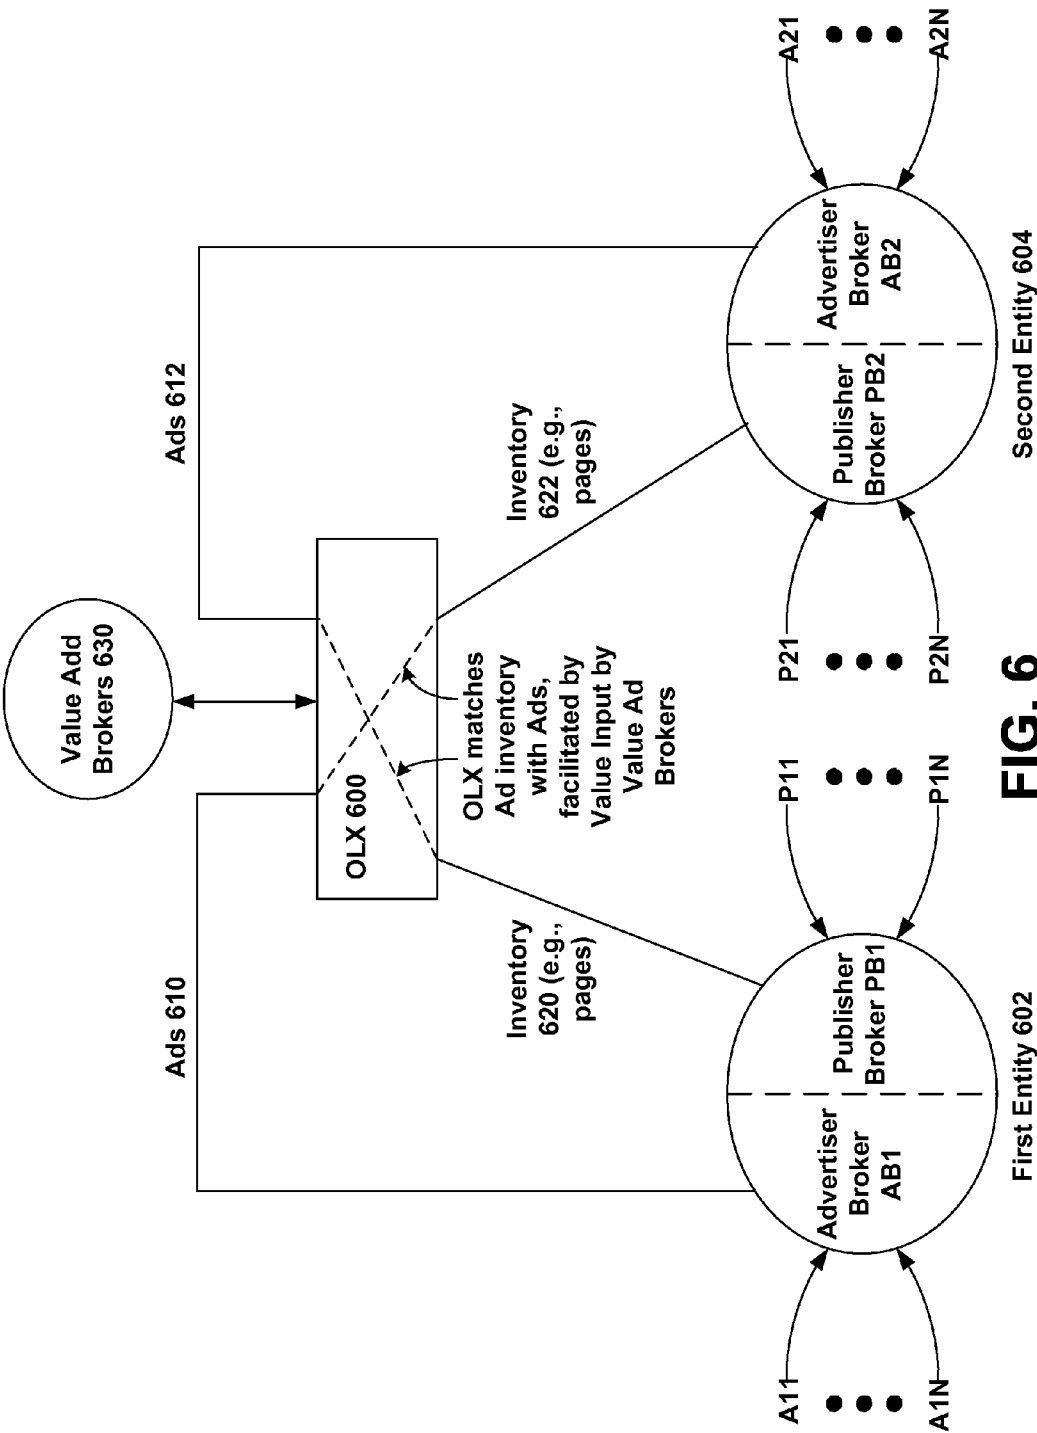 Value Add
Brokers 630
Ads 610
Ads 612
OLX 600
Inventory
620 (e.g.,
pages)
OLX matches
Ad inventory
with Ads,
facilitated by
Value Input by
Value Ad
Brokers
Inventory
622 (e.g.,
pages)
A11
A1N
Advertiser
Broker
AB1
Publisher
Broker PB1
P11
P1N
P21
P2N
Publisher
Broker PB2
Advertiser
Broker
AB2
A21
A2N
First Entity 602
Second Entity 604
FIG. 6